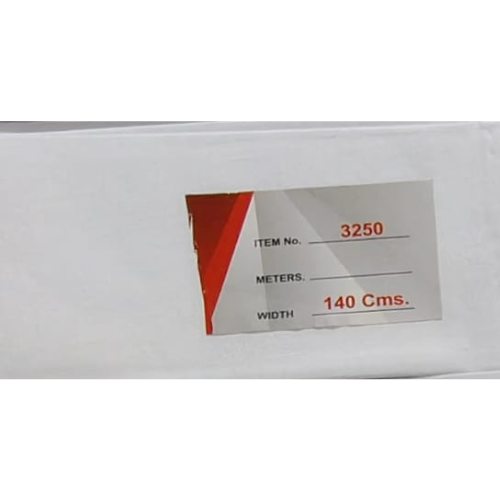 ITEM No. 3250
METERS.
WIDTH 140 Cms.